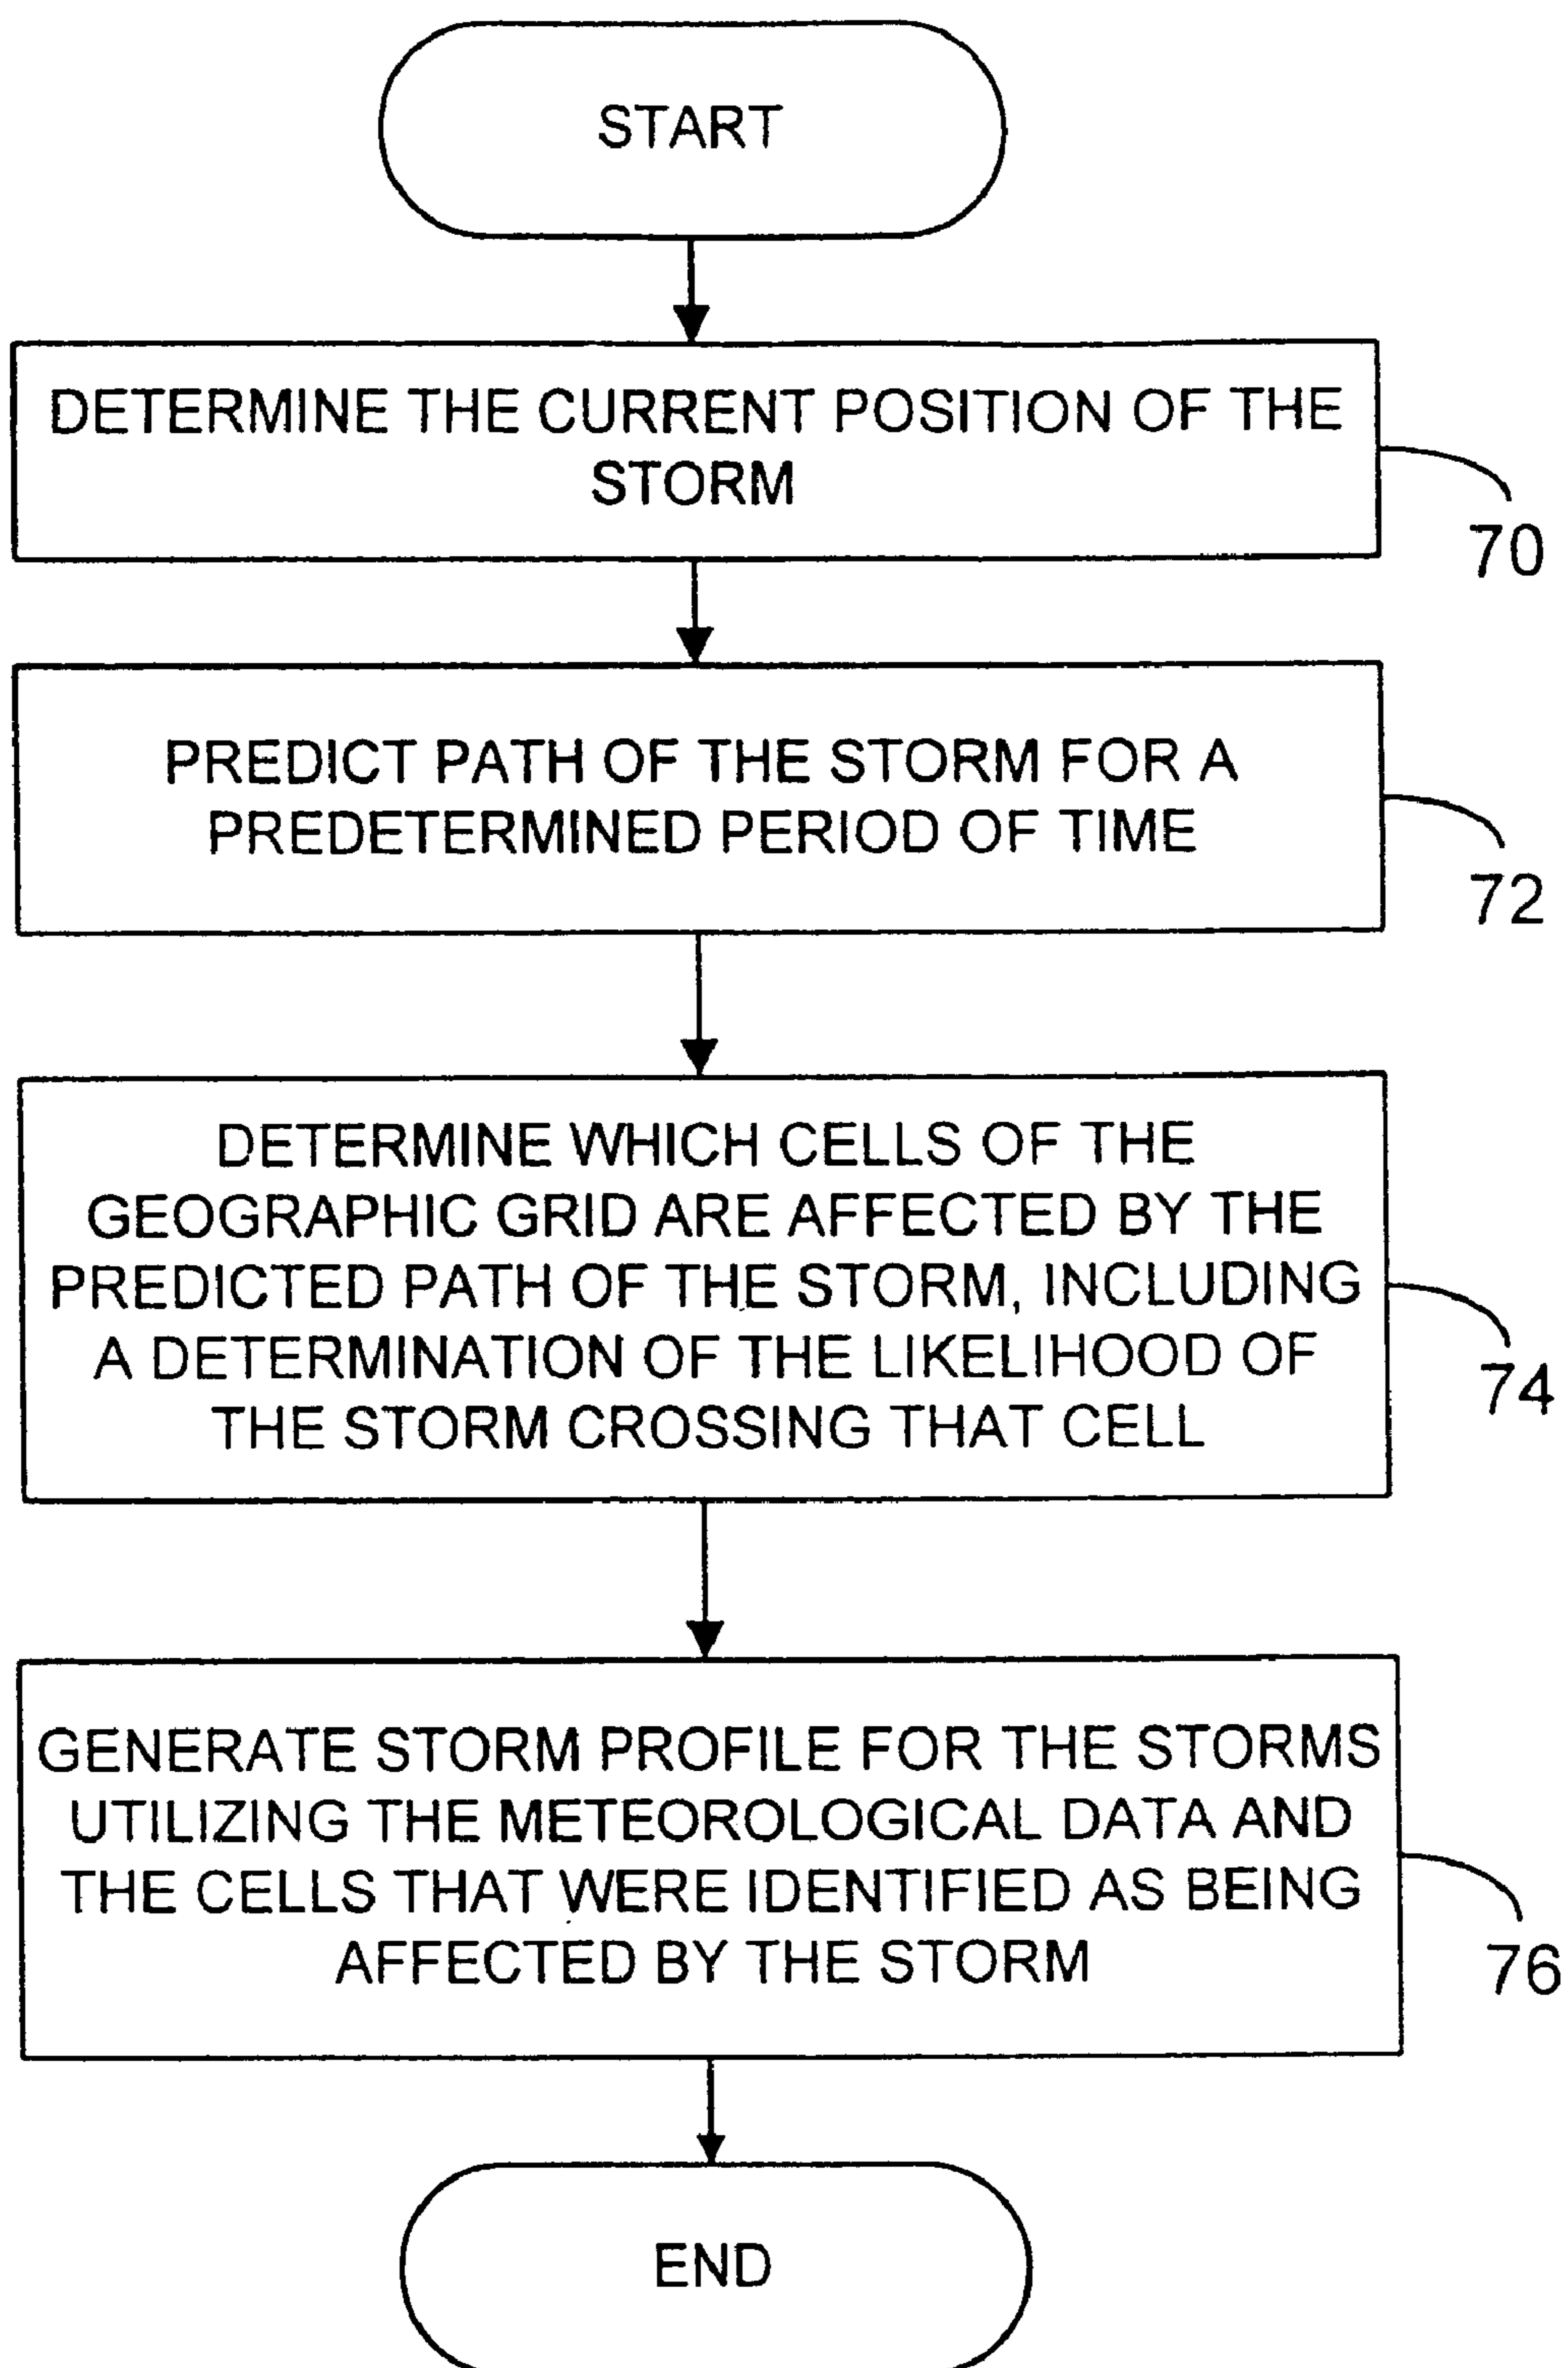 START
DETERMINE THE CURRENT POSITION OF THE
STORM
70
PREDICT PATH OF THE STORM FOR A
PREDETERMINED PERIOD OF TIME
72
DETERMINE WHICH CELLS OF THE
GEOGRAPHIC GRID ARE AFFECTED BY THE
PREDICTED PATH OF THE STORM, INCLUDING
A DETERMINATION OF THE LIKELIHOOD OF
THE STORM CROSSING THAT CELL
74
GENERATE STORM PROFILE FOR THE STORMS
UTILIZING THE METEOROLOGICAL DATA AND
THE CELLS THAT WERE IDENTIFIED AS BEING
AFFECTED BY THE STORM
76
END